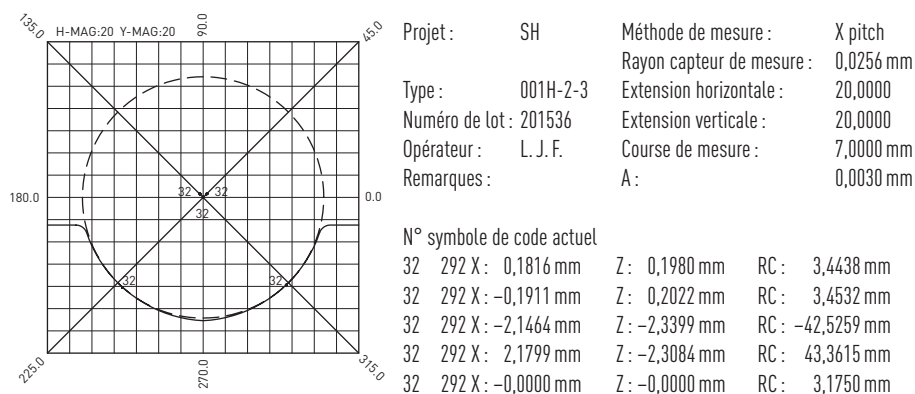 135.0
H-MAG:20 Y-MAG:20
90.0
45.0
180.0
0.0
32
32
32
32
32
225.0
270.0
315.0
Projet : SH Méthode de mesure : X pitch
Rayon capteur de mesure : 0,0256 mm
Type : 001H-2-3 Extension horizontale : 20,0000
Numéro de lot : 201536 Extension verticale : 20,0000
Opérateur : L. J. F. Course de mesure : 7,0000 mm
Remarques : A : 0,0030 mm
N° symbole de code actuel
32 292 X : 0,1816 mm Z : 0,1980 mm RC : 3,4438 mm
32 292 X : –0,1911 mm Z : 0,2022 mm RC : 3,4532 mm
32 292 X : –2,1464 mm Z : –2,3399 mm RC : –42,5259 mm
32 292 X : 2,1799 mm Z : –2,3084 mm RC : 43,3615 mm
32 292 X : –0,0000 mm Z : –0,0000 mm RC : 3,1750 mm